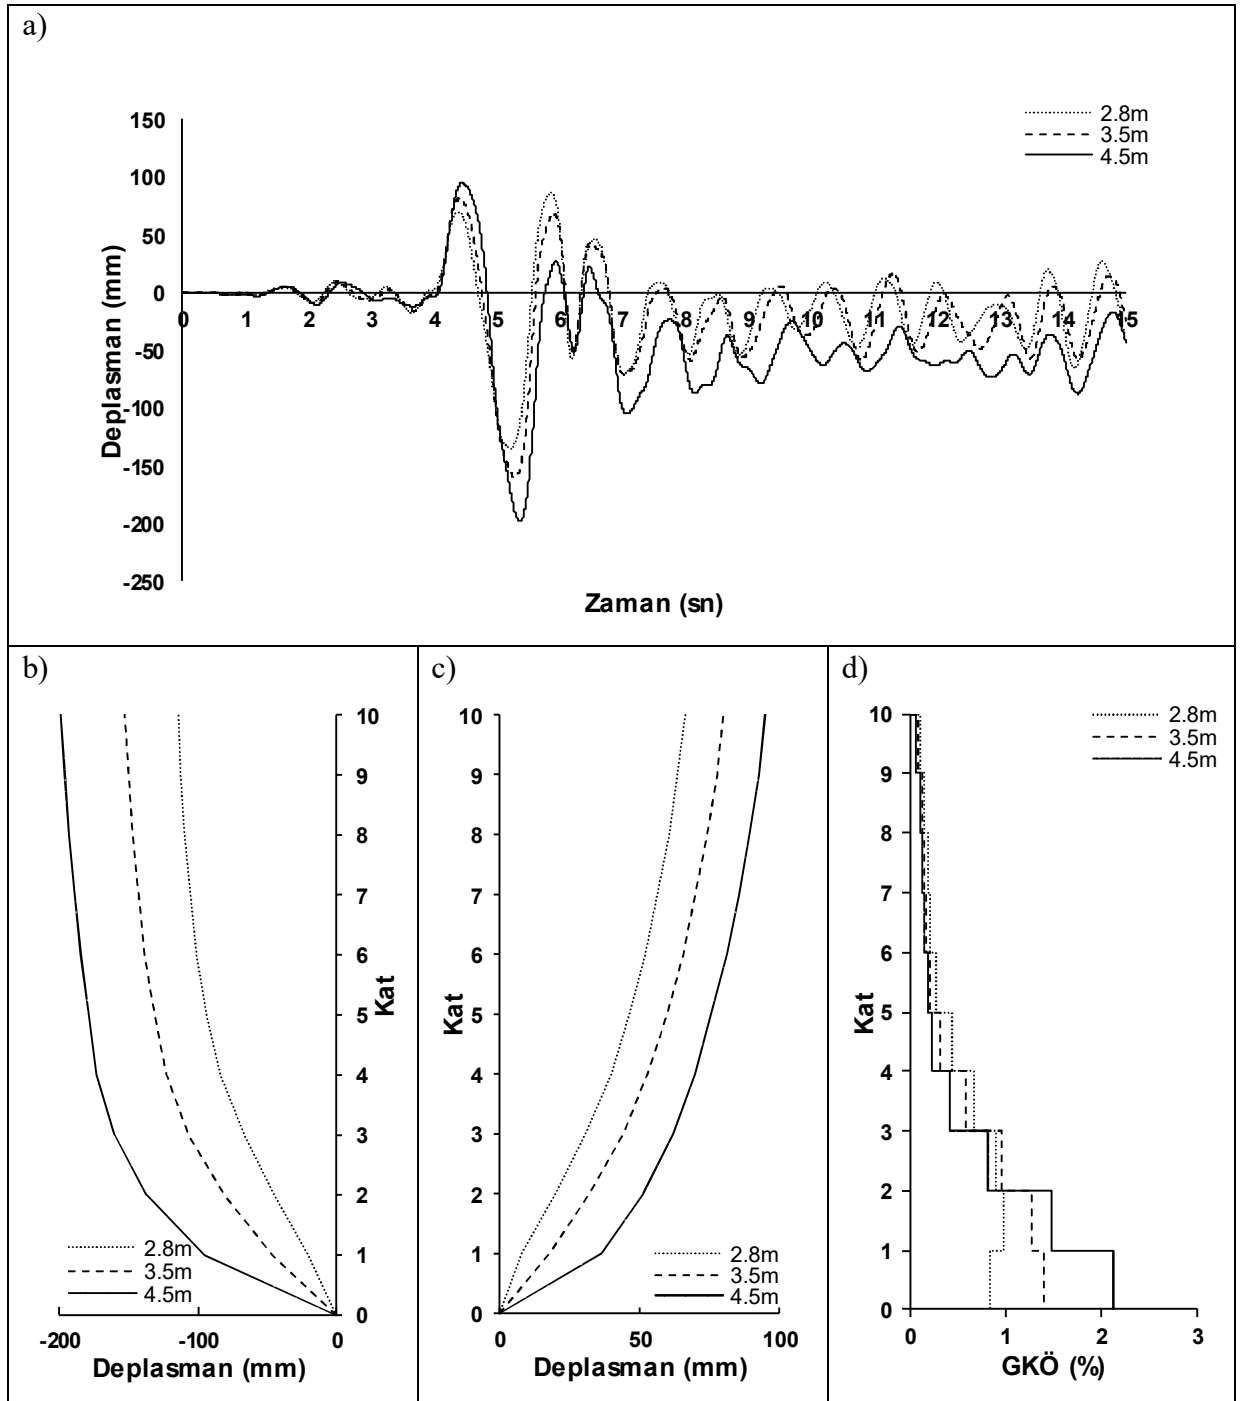 a)
2.8m
3.5m
4.5m
150
100
50
0
-50
-100
-150
-200
-250
Deplasman (mm)
0 1 2 3 4 5 6 7 8 9 10 11 12 13 14 15
Zaman (sn)
b)
10
9
8
7
6
5
4
3
2
1
0
Kat
2.8m
3.5m
4.5m
-200 -100 0
Deplasman (mm)
c)
10
9
8
7
6
5
4
3
2
1
0
Kat
2.8m
3.5m
4.5m
0 50 100
Deplasman (mm)
d)
2.8m
3.5m
4.5m
10
9
8
7
6
5
4
3
2
1
0
Kat
0 1 2 3
GKÖ (%)